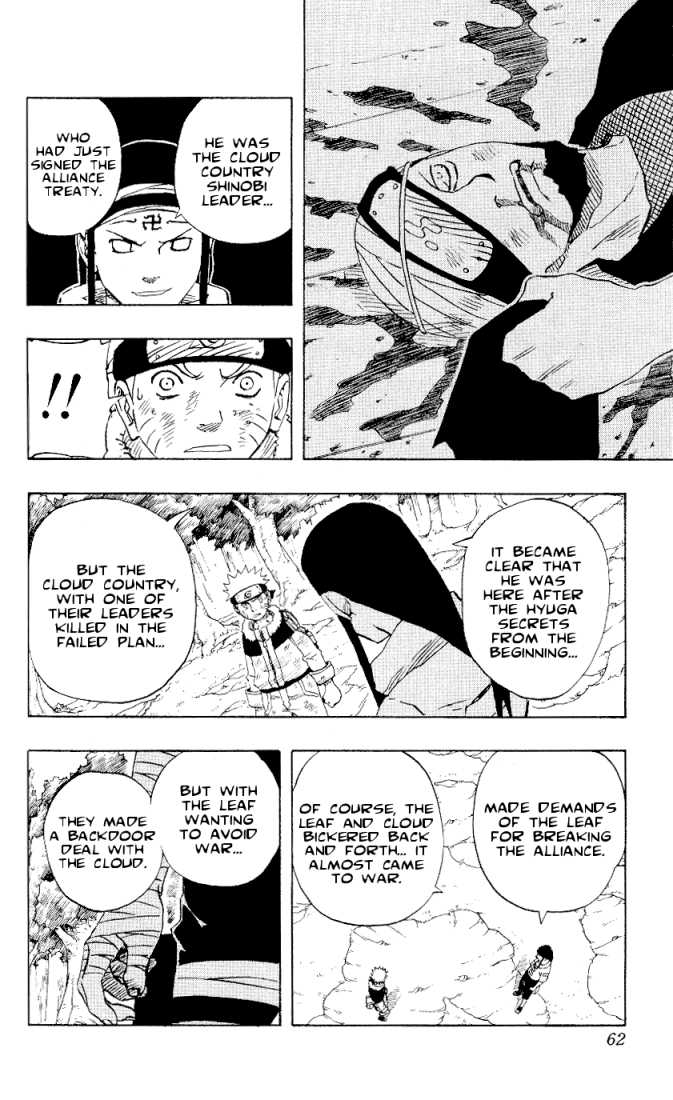 HE WAS
THE CLOUD
COUNTRY
SHINOBI
LEADER...
WHO
HAD JUST
SIGNED THE
ALLIANCE
TREATY.
!!
IT BECAME
CLEAR THAT
HE WAS
HERE AFTER
THE HYUGA
SECRETS
FROM THE
BEGINNING...
BUT THE
CLOUD COUNTRY,
WITH ONE OF
THEIR LEADERS
KILLED IN THE
FAILED PLAN...
MADE DEMANDS
OF THE LEAF
FOR BREAKING
THE ALLIANCE.
OF COURSE, THE
LEAF AND CLOUD
BICKERED BACK
AND FORTH... IT
ALMOST CAME
TO WAR.
BUT WITH
THE LEAF
WANTING
TO AVOID
WAR...
THEY MADE
A BACKDOOR
DEAL WITH
THE CLOUD.
62